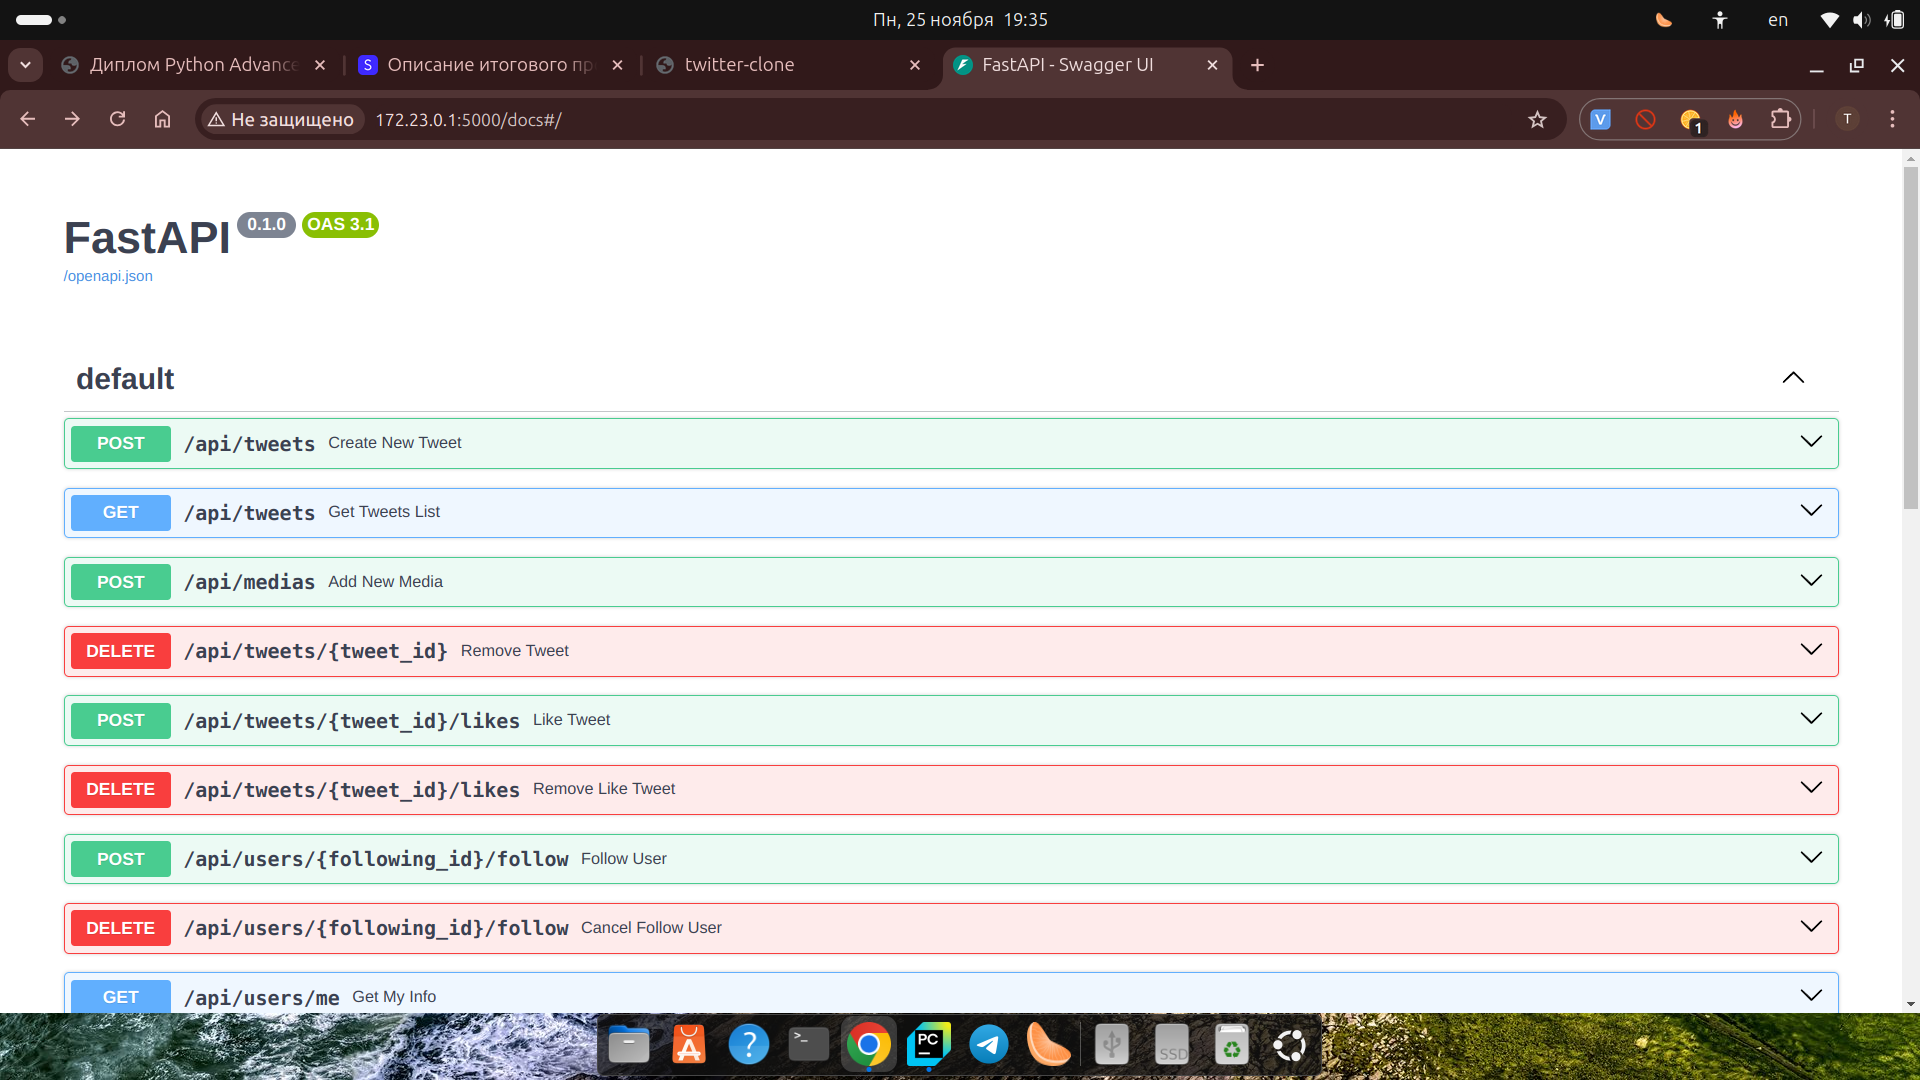 Пн, 25 ноября 19:35
en
Диплом Python Advance
S Описание итогового пр
twitter-clone
FastAPI - Swagger UI
Не защищено
172.23.0.1:5000/docs#/
V
1
T
FastAPI 0.1.0 OAS 3.1
/openapi.json
default
POST /api/tweets Create New Tweet
GET /api/tweets Get Tweets List
POST /api/medias Add New Media
DELETE /api/tweets/{tweet_id} Remove Tweet
POST /api/tweets/{tweet_id}/likes Like Tweet
DELETE /api/tweets/{tweet_id}/likes Remove Like Tweet
POST /api/users/{following_id}/follow Follow User
DELETE /api/users/{following_id}/follow Cancel Follow User
GET /api/users/me Get My Info
A ? >_ PC SSD